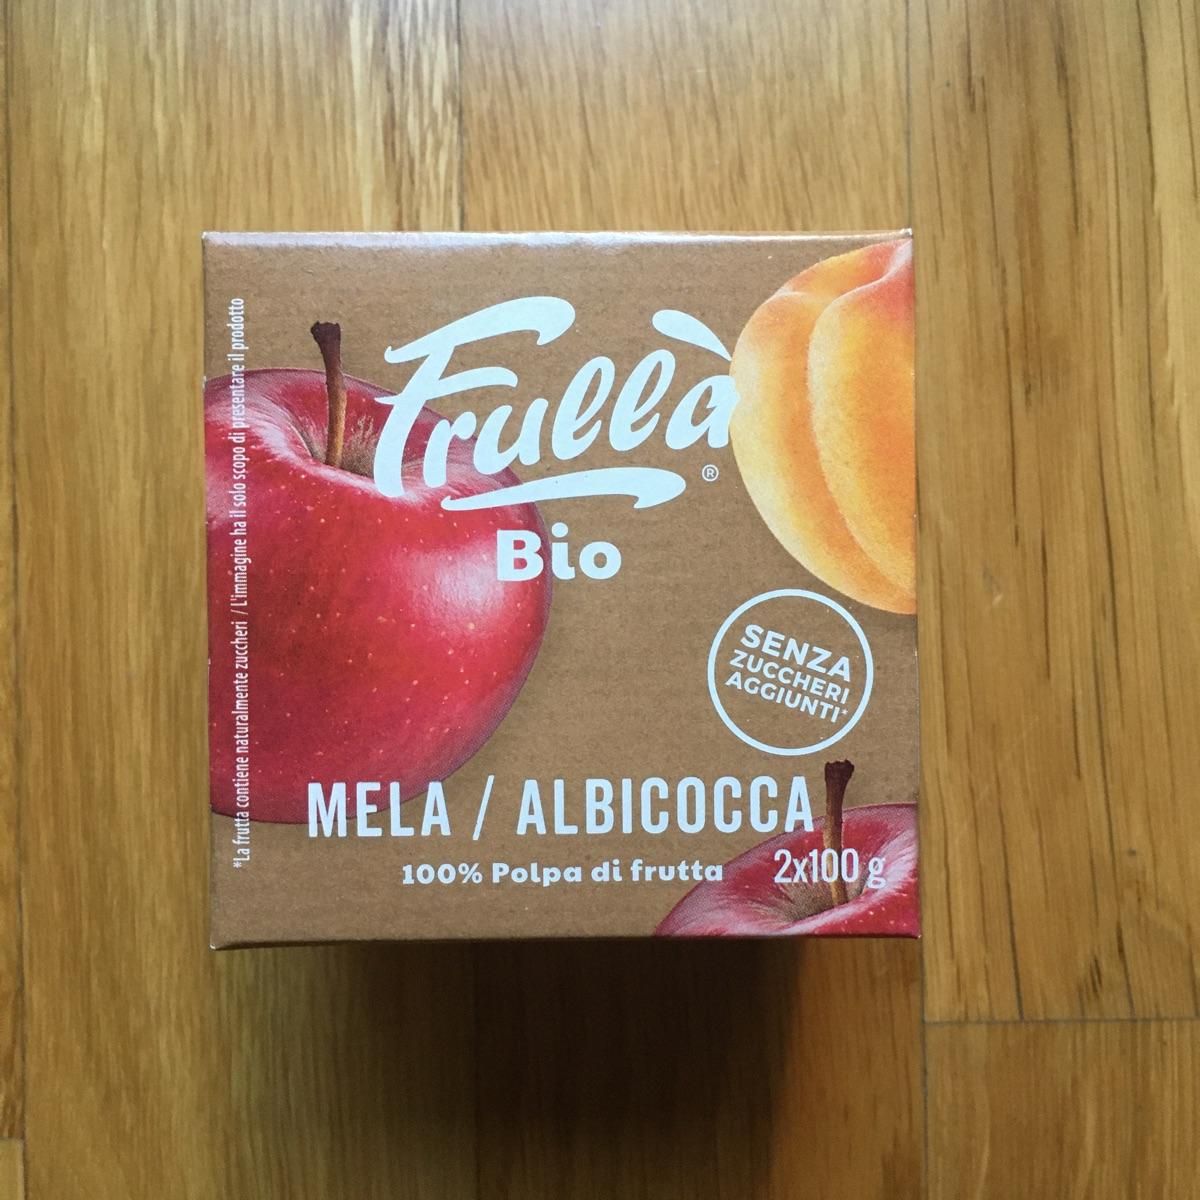 Frullà
®
Bio
SENZA
ZUCCHERI
AGGIUNTI*
MELA / ALBICOCCA
100% Polpa di frutta
2x100 g
*La frutta contiene naturalmente zuccheri / L'immagine ha il solo scopo di presentare il prodotto